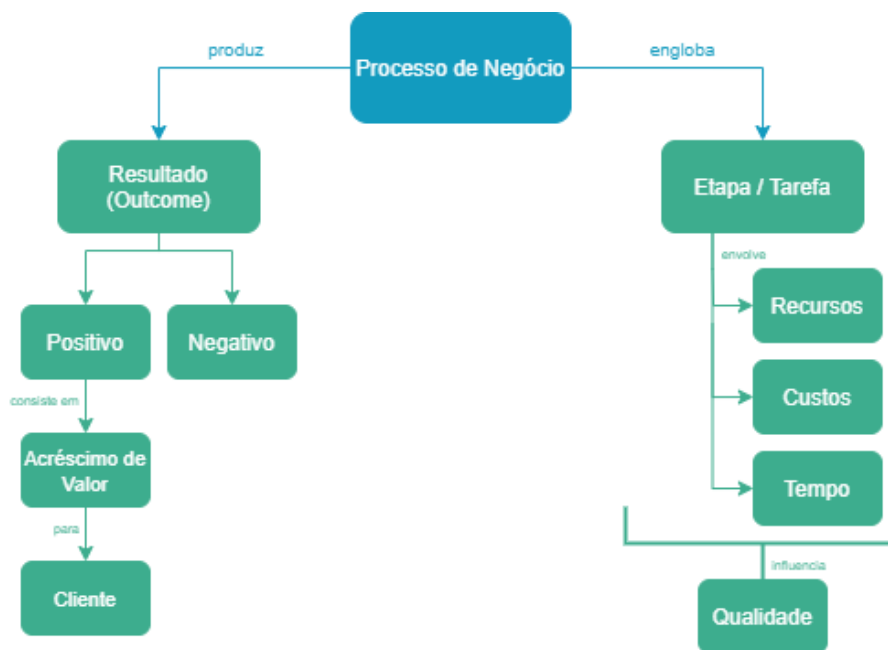 produz
Processo de Negócio
engloba
Resultado
(Outcome)
Etapa / Tarefa
envolve
Positivo
Negativo
Recursos
consiste em
Custos
Acréscimo de
Valor
Tempo
para
influencia
Cliente
Qualidade